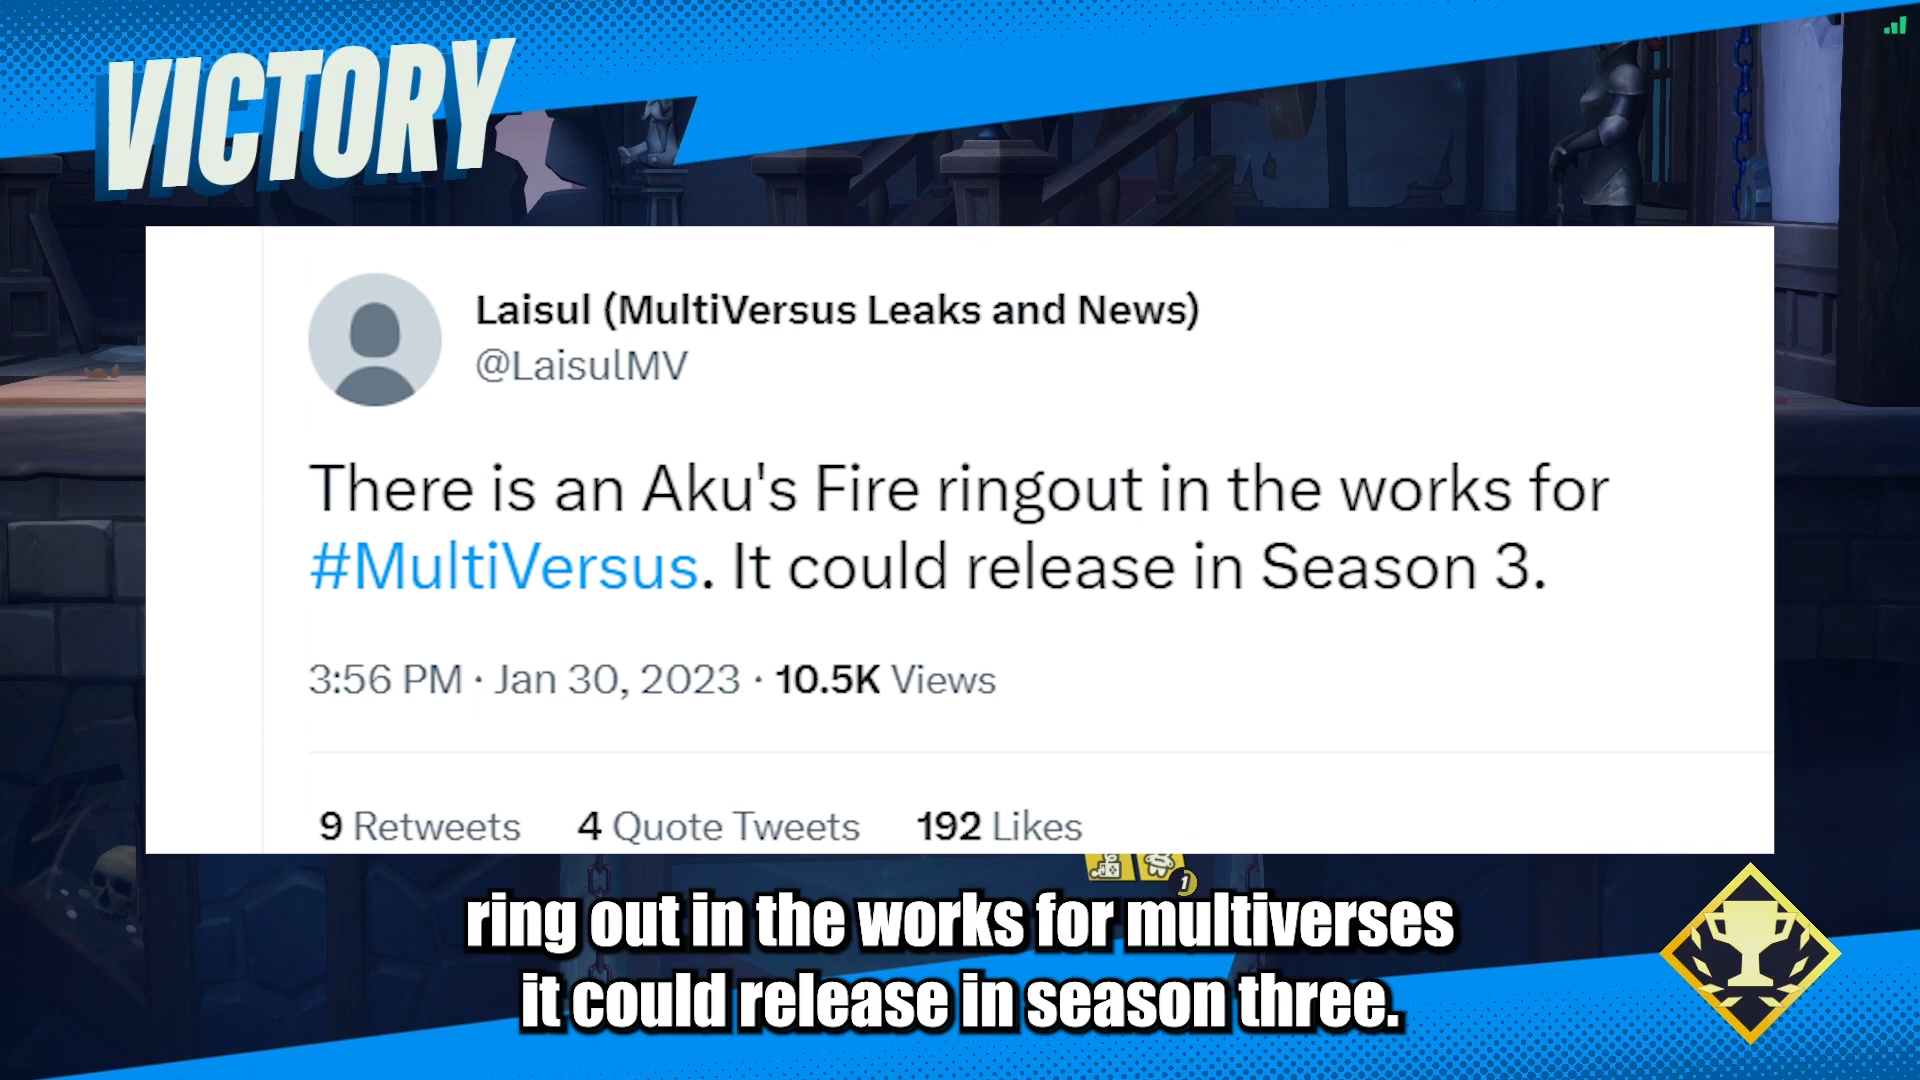 VICTORY
Laisul (MultiVersus Leaks and News)
@LaisulMV
There is an Aku's Fire ringout in the works for
#MultiVersus. It could release in Season 3.
3:56 PM · Jan 30, 2023 · 10.5K Views
9 Retweets 4 Quote Tweets 192 Likes
1
ring out in the works for multiverses
it could release in season three.